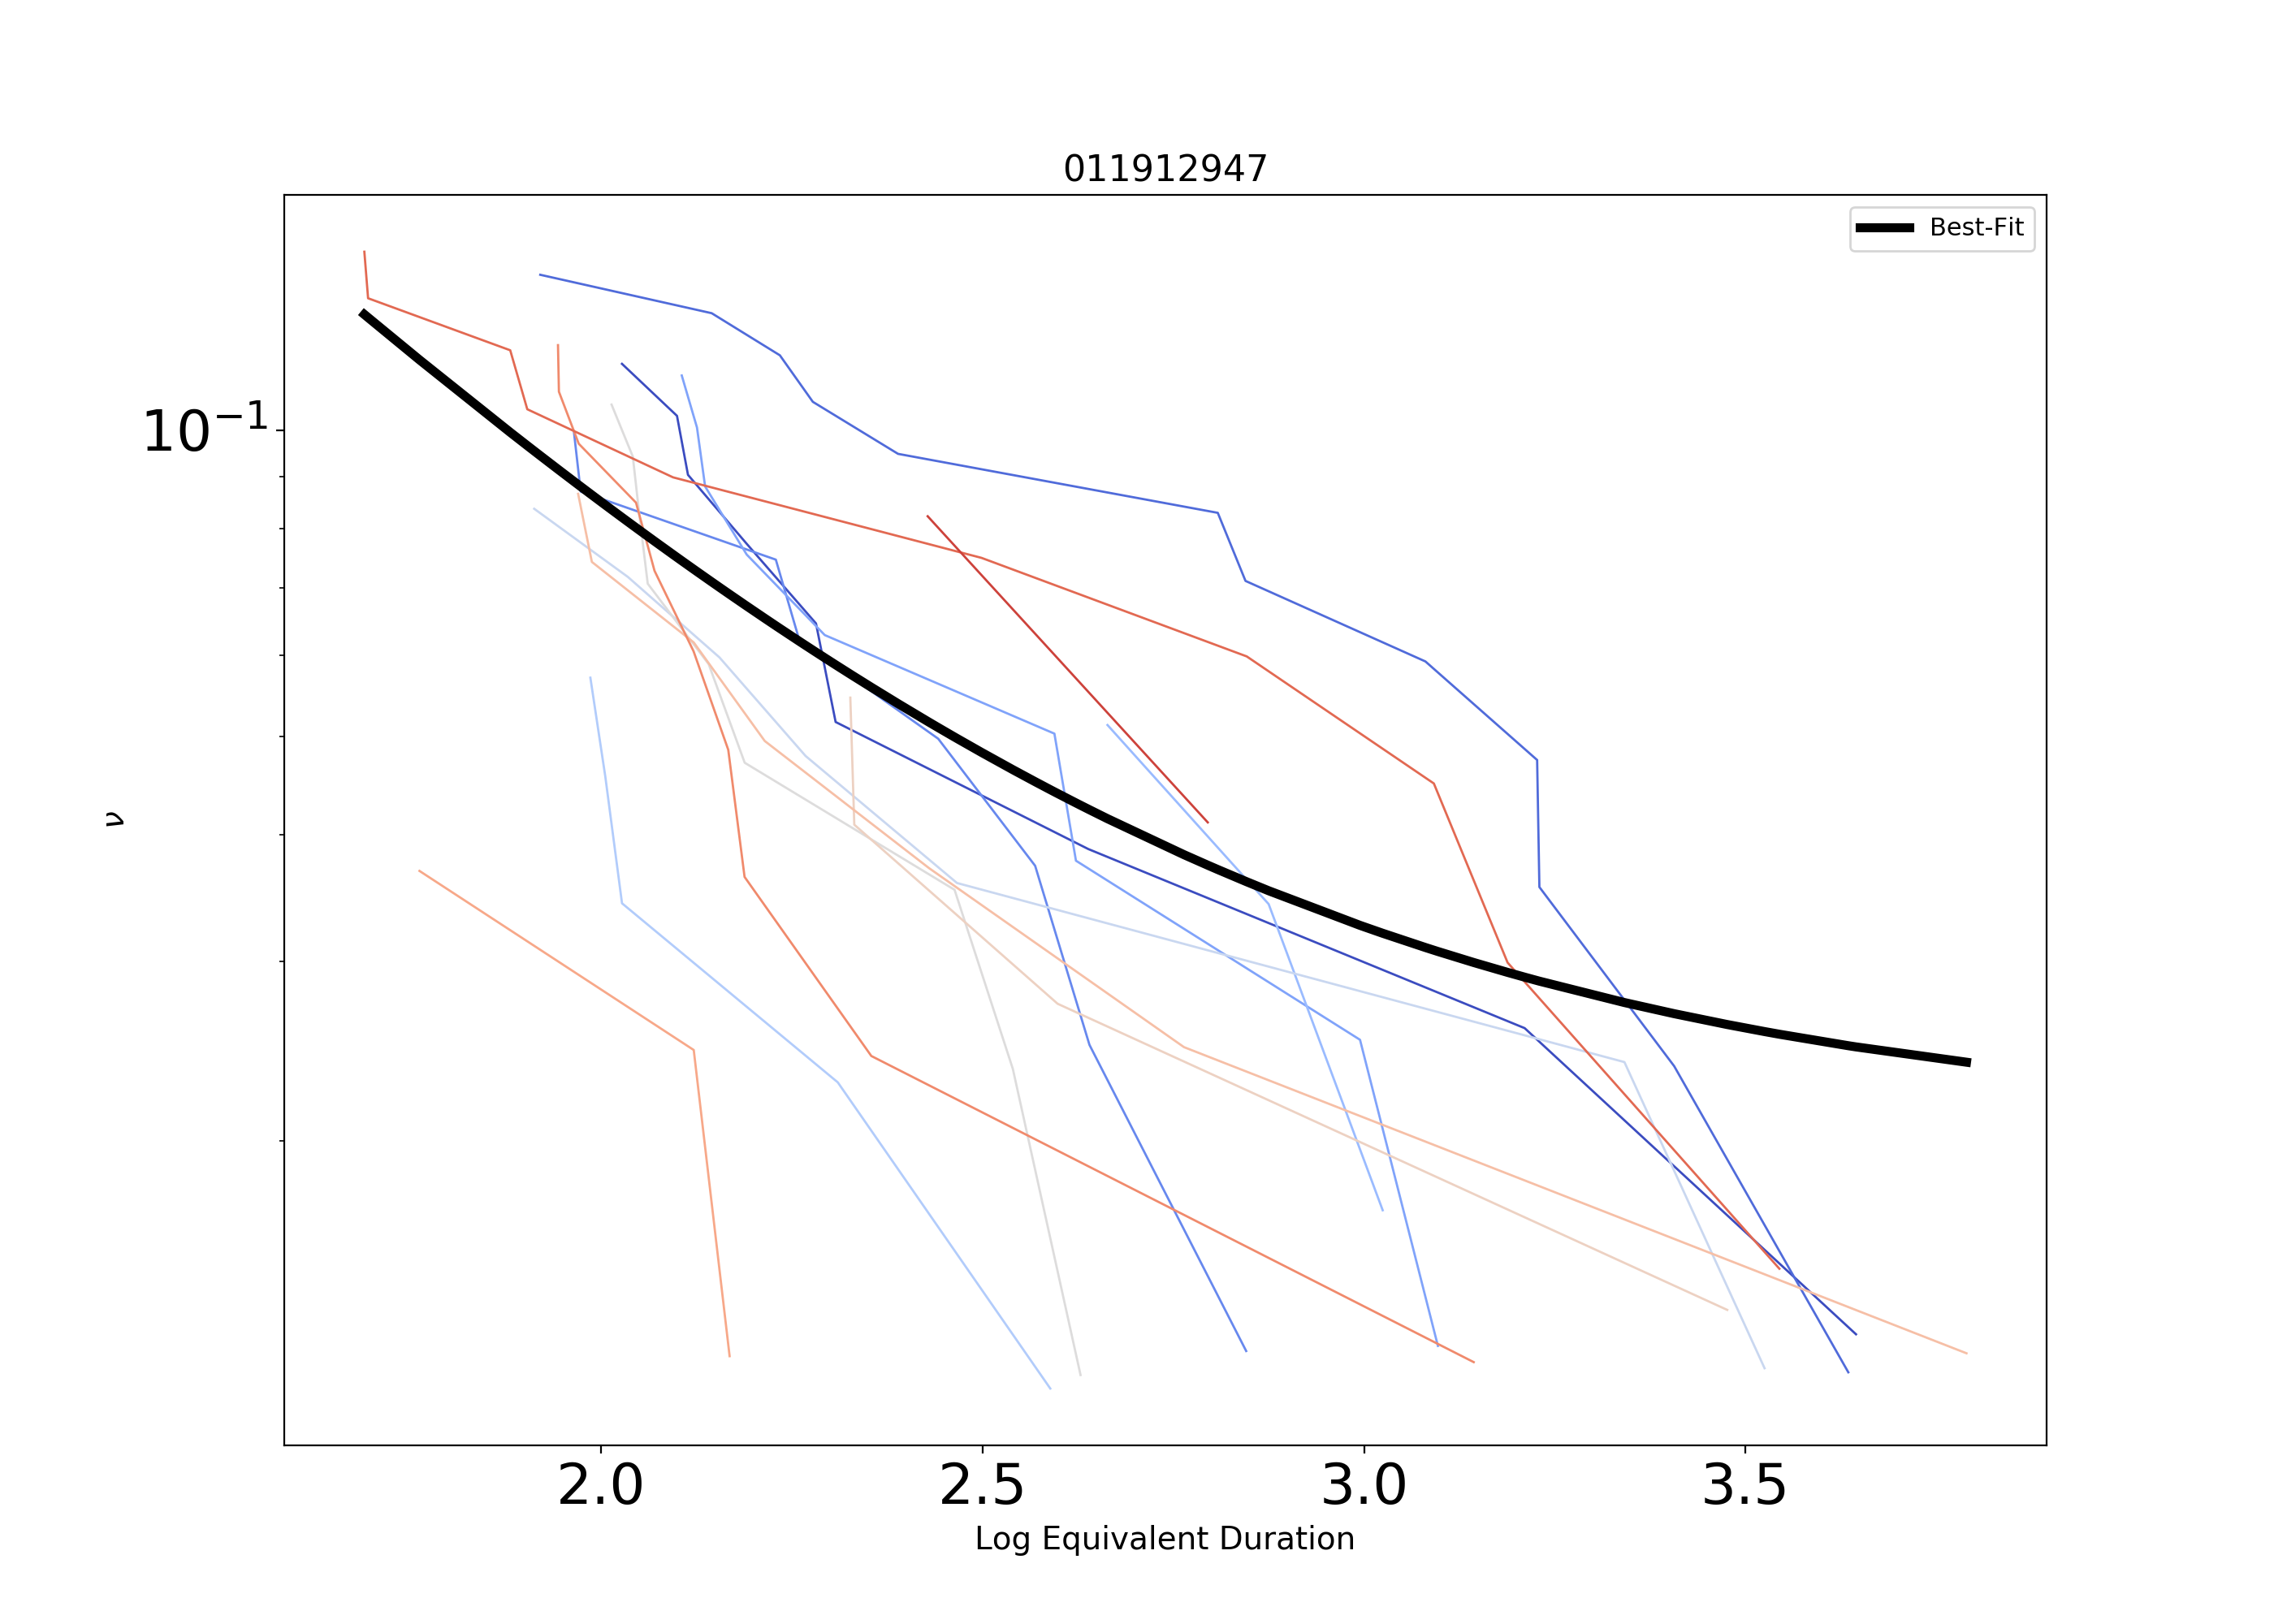 011912947
Best-Fit
10⁻¹
ν
2.0 2.5 3.0 3.5
Log Equivalent Duration